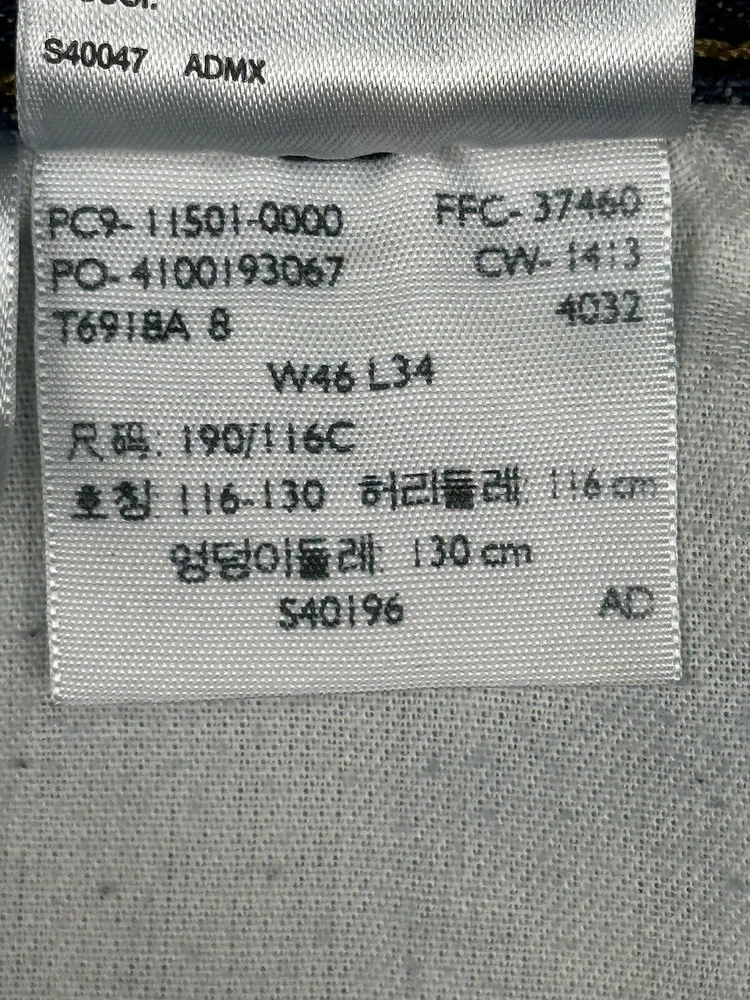 S40047 ADMX
PC9-11501-0000 FFC-37460
PO-4100193067 CW-1413
T6918A 8 4032
W46 L34
尺码: 190/116C
호칭 116-130 허리둘레 116 cm
엉덩이둘레: 130 cm
S40196 AD